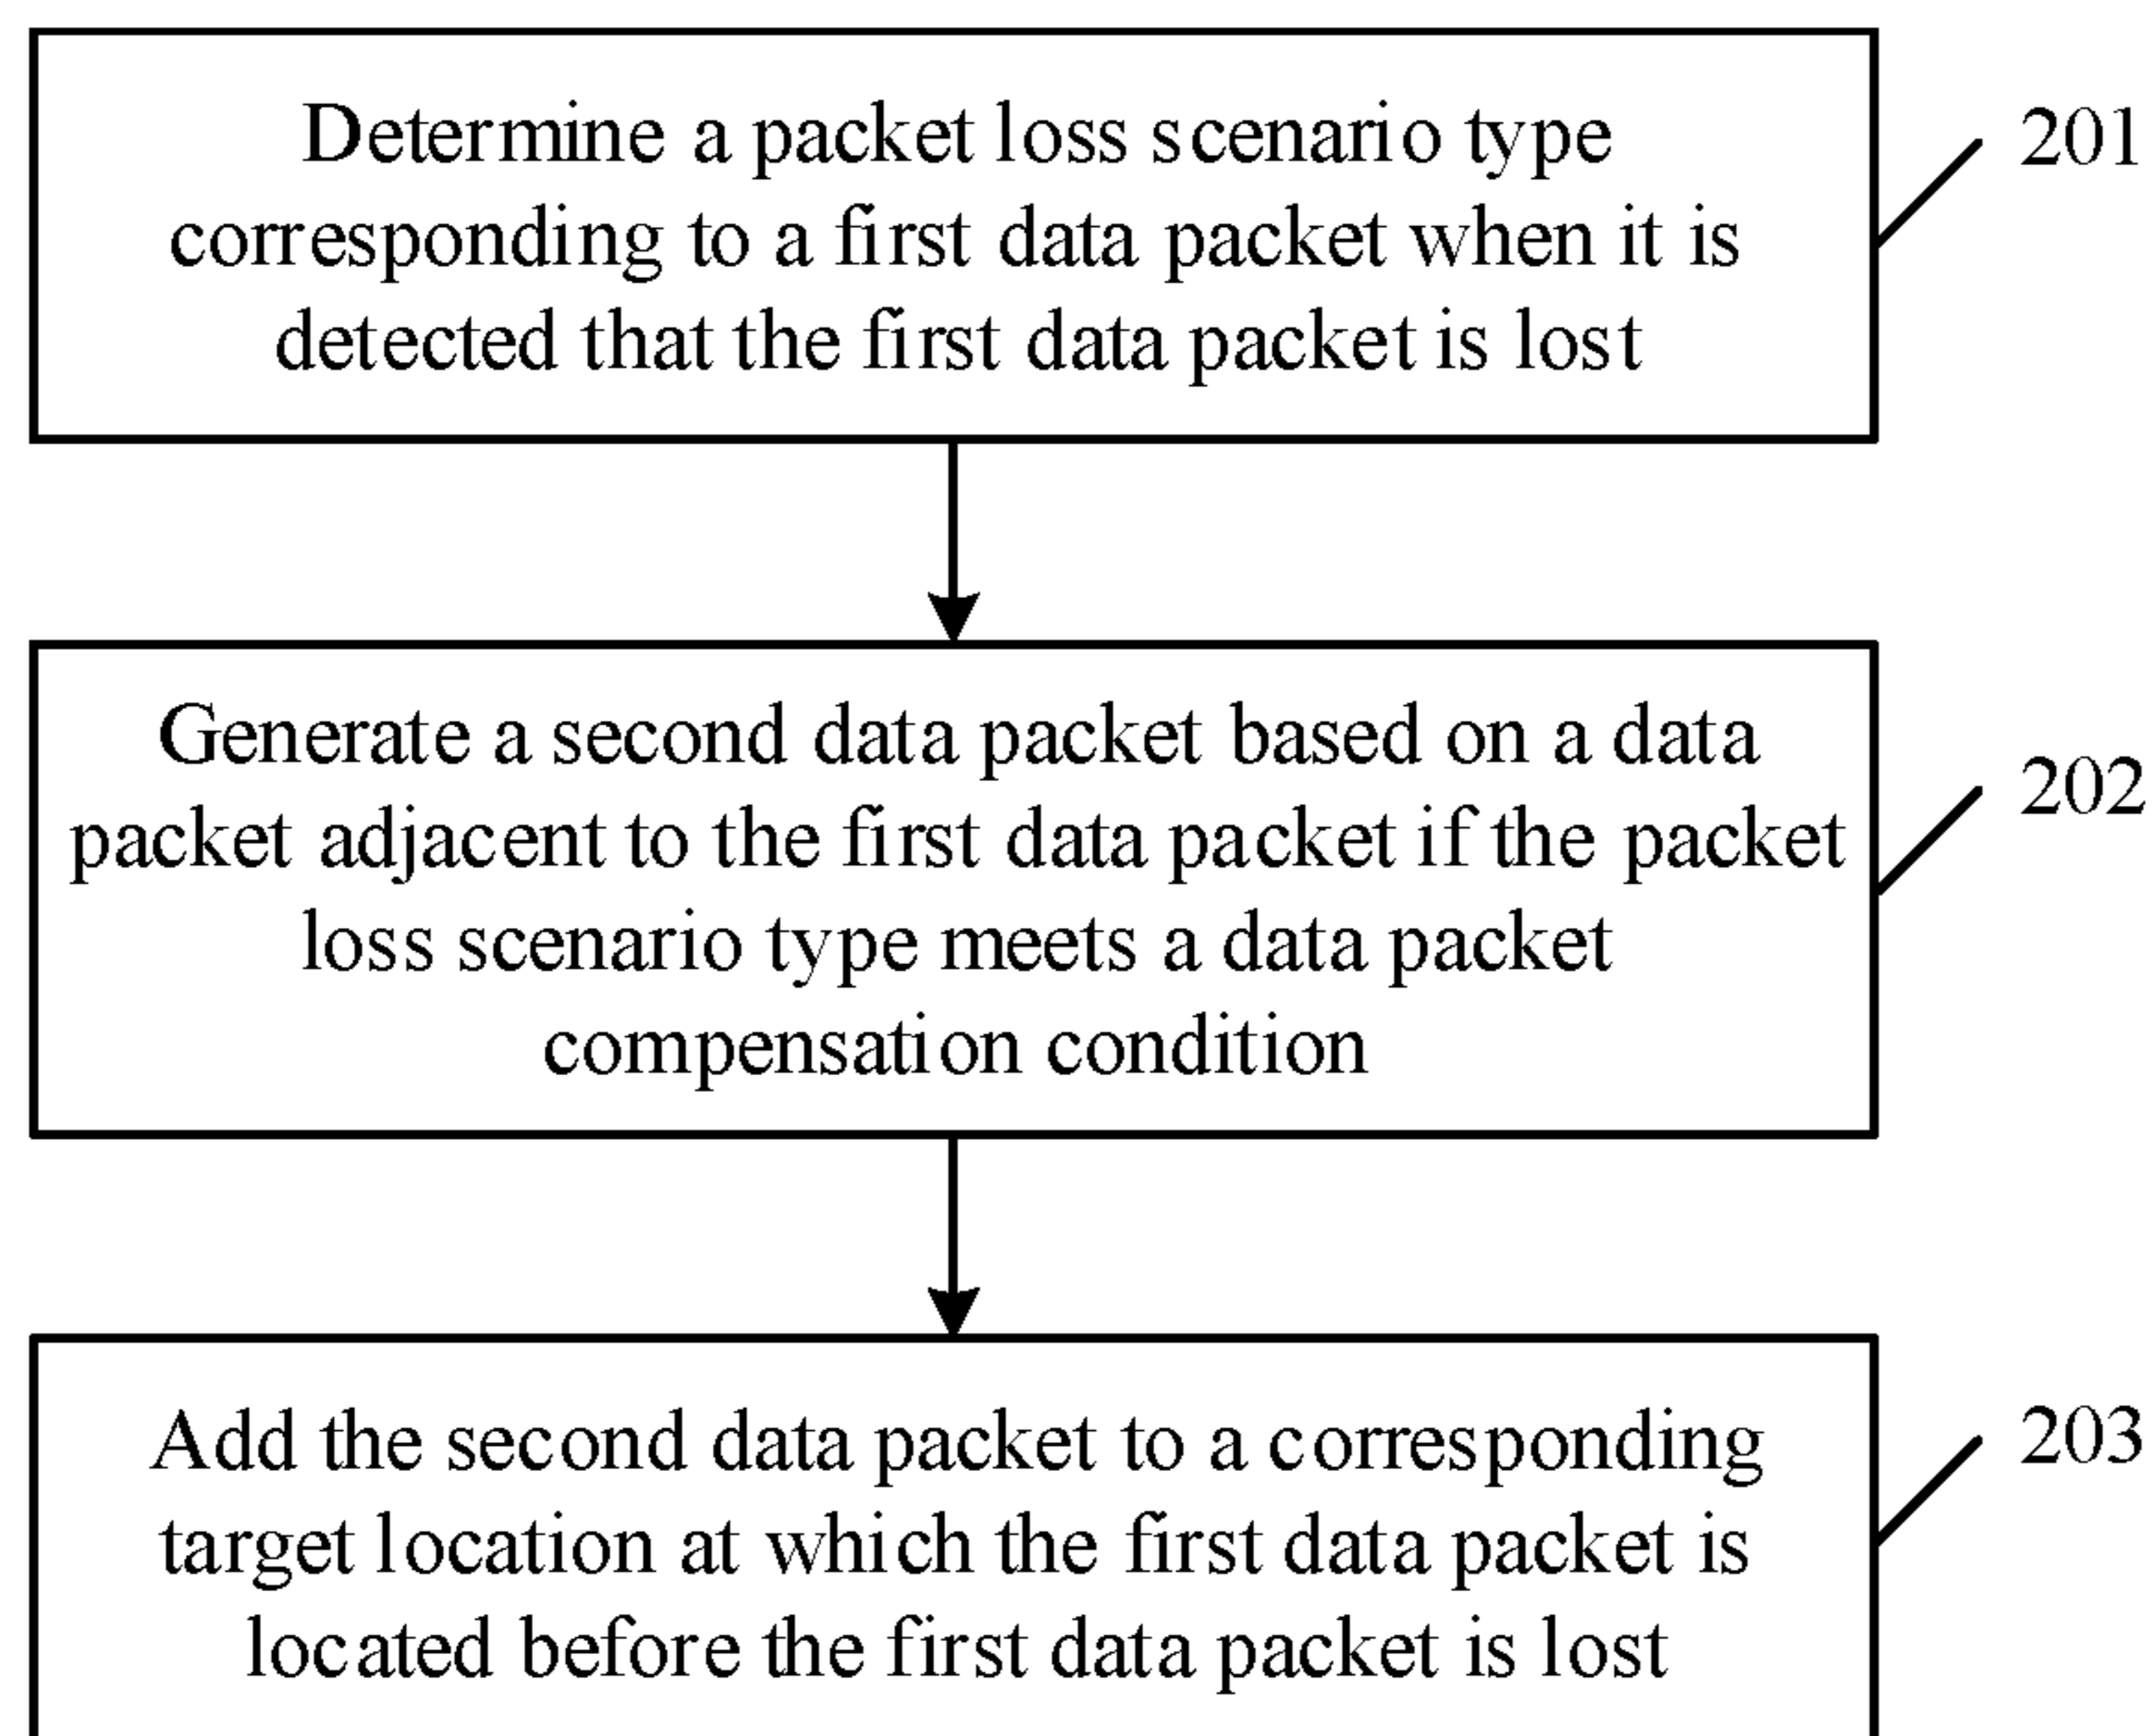 Determine a packet loss scenario type
corresponding to a first data packet when it is
detected that the first data packet is lost
201
Generate a second data packet based on a data
packet adjacent to the first data packet if the packet
loss scenario type meets a data packet
compensation condition
202
Add the second data packet to a corresponding
target location at which the first data packet is
located before the first data packet is lost
203